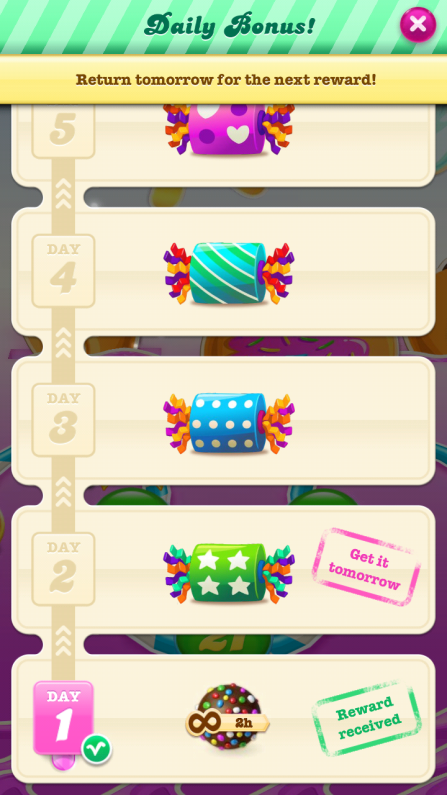 Daily Bonus!
Return tomorrow for the next reward!
5
DAY
4
DAY
3
DAY
2
Get it
tomorrow
21
DAY
1
2h
Reward
received